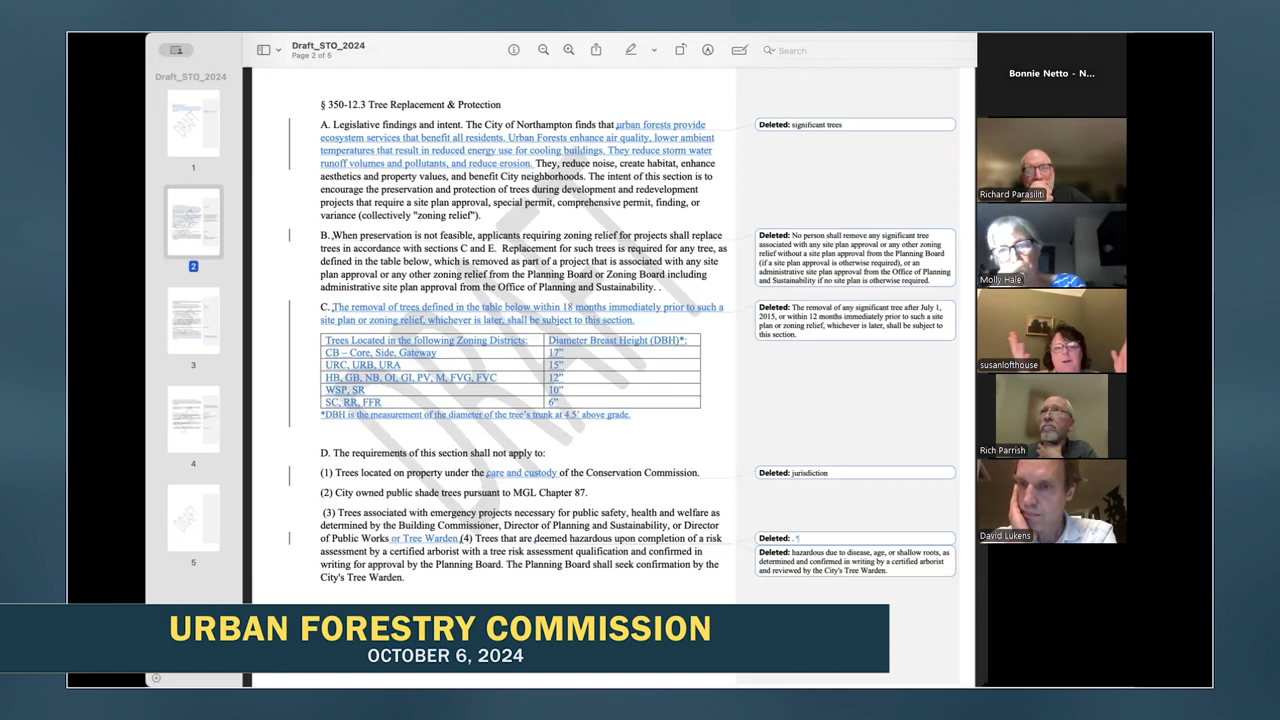 Draft_STO_2024
Page 2 of 5
Search
Draft_STO_2024
1
2
3
4
5
DRAFT
§ 350-12.3 Tree Replacement & Protection
A. Legislative findings and intent. The City of Northampton finds that urban forests provide
ecosystem services that benefit all residents. Urban Forests enhance air quality, lower ambient
temperatures that result in reduced energy use for cooling buildings. They reduce storm water
runoff volumes and pollutants, and reduce erosion. They, reduce noise, create habitat, enhance
aesthetics and property values, and benefit City neighborhoods. The intent of this section is to
encourage the preservation and protection of trees during development and redevelopment
projects that require a site plan approval, special permit, comprehensive permit, finding, or
variance (collectively "zoning relief").
B. When preservation is not feasible, applicants requiring zoning relief for projects shall replace
trees in accordance with sections C and E. Replacement for such trees is required for any tree, as
defined in the table below, which is removed as part of a project that is associated with any site
plan approval or any other zoning relief from the Planning Board or Zoning Board including
administrative site plan approval from the Office of Planning and Sustainability. .
C. The removal of trees defined in the table below within 18 months immediately prior to such a
site plan or zoning relief, whichever is later, shall be subject to this section.
Trees Located in the following Zoning Districts: Diameter Breast Height (DBH)*:
CB – Core, Side, Gateway 17"
URC, URB, URA 15"
HB, GB, NB, OI, GI, PV, M, FVG, FVC 12"
WSP, SR 10"
SC, RR, FFR 6"
*DBH is the measurement of the diameter of the tree's trunk at 4.5' above grade.
D. The requirements of this section shall not apply to:
(1) Trees located on property under the care and custody of the Conservation Commission.
(2) City owned public shade trees pursuant to MGL Chapter 87.
(3) Trees associated with emergency projects necessary for public safety, health and welfare as
determined by the Building Commissioner, Director of Planning and Sustainability, or Director
of Public Works or Tree Warden (4) Trees that are deemed hazardous upon completion of a risk
assessment by a certified arborist with a tree risk assessment qualification and confirmed in
writing for approval by the Planning Board. The Planning Board shall seek confirmation by the
City's Tree Warden.
Deleted: significant trees
Deleted: No person shall remove any significant tree
associated with any site plan approval or any other zoning
relief without a site plan approval from the Planning Board
(if a site plan approval is otherwise required), or an
administrative site plan approval from the Office of Planning
and Sustainability if no site plan is otherwise required.
Deleted: The removal of any significant tree after July 1,
2015, or within 12 months immediately prior to such a site
plan or zoning relief, whichever is later, shall be subject to
this section.
Deleted: jurisdiction
Deleted: . ¶
Deleted: hazardous due to disease, age, or shallow roots, as
determined and confirmed in writing by a certified arborist
and reviewed by the City's Tree Warden.
Bonnie Netto - N...
Richard Parasiliti
Molly Hale
susanlofthouse
Rich Parrish
David Lukens
URBAN FORESTRY COMMISSION
OCTOBER 6, 2024